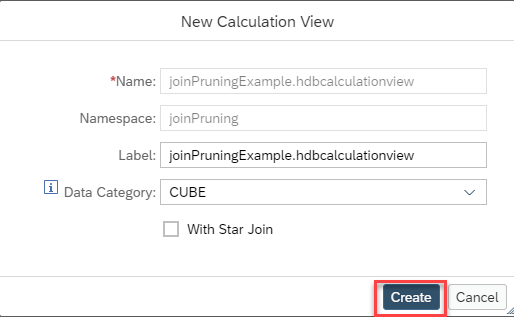 New Calculation View
*Name: joinPruningExample.hdbcalculationview
Namespace: joinPruning
Label: joinPruningExample.hdbcalculationview
i Data Category: CUBE
With Star Join
Create Cancel